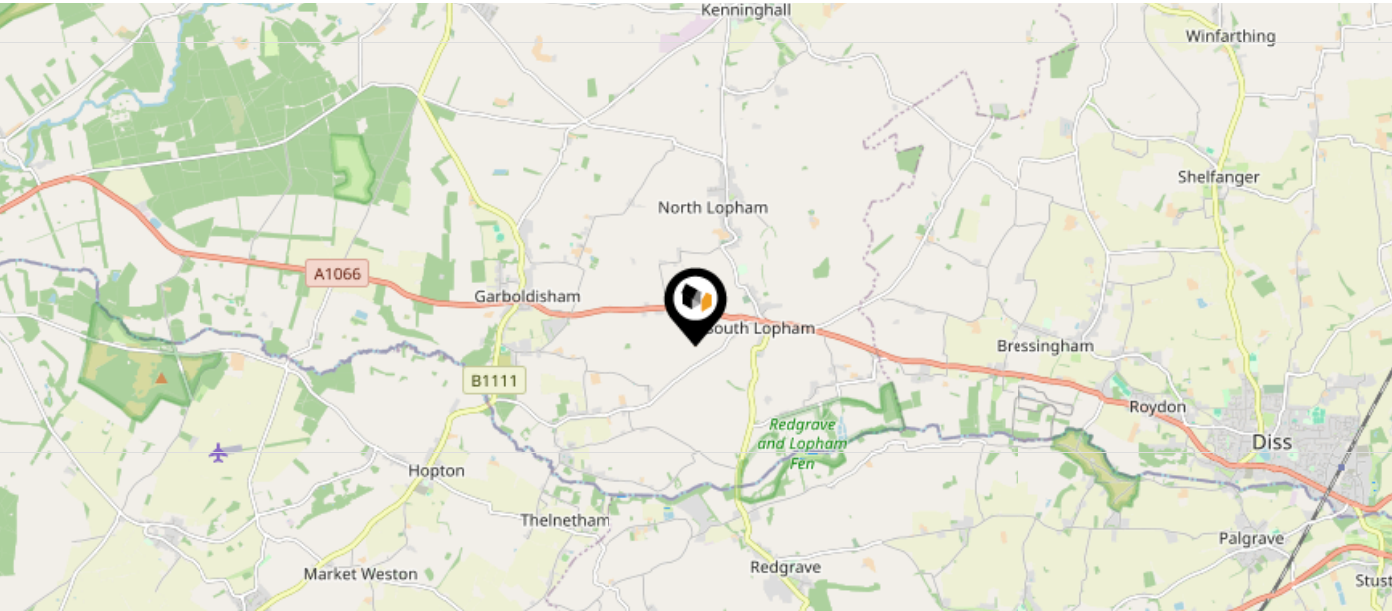 Kenninghall
Winfarthing
Shelfanger
North Lopham
A1066
Garboldisham
South Lopham
Bressingham
B1111
Roydon
Redgrave
and Lopham
Fen
Diss
Hopton
Thelnetham
Palgrave
Redgrave
Market Weston
Stust